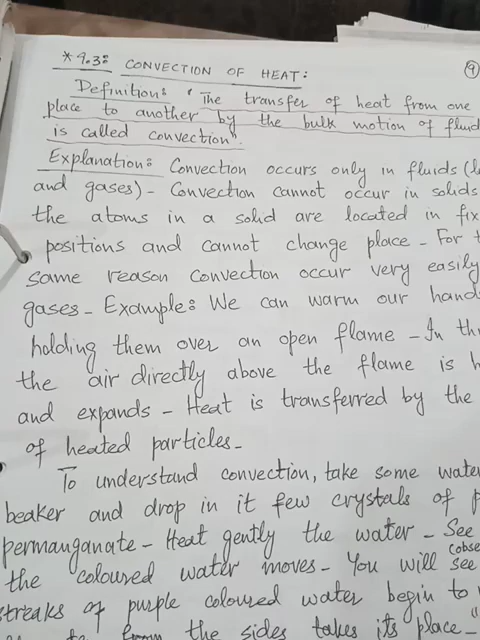 * 9.3: CONVECTION OF HEAT:
9
Definition: "The transfer of heat from one
place to another by the bulk motion of fluid
is called convection".
Explanation: Convection occurs only in fluids
and gases) - Convection cannot occur in solids
the atoms in a solid are located in
positions and cannot change place - For
same reason convection occur very easily
gases - Example: We can warm our hand
holding them over an open flame - In
the air directly above the flame is
and expands - Heat is transferred by the
of heated particles -
To understand convection, take some water
beaker and drop in it few crystals of
permanganate - Heat gently the water - See
the coloured water moves - You will see
streaks of purple coloured water begin to
from the sides takes its place -